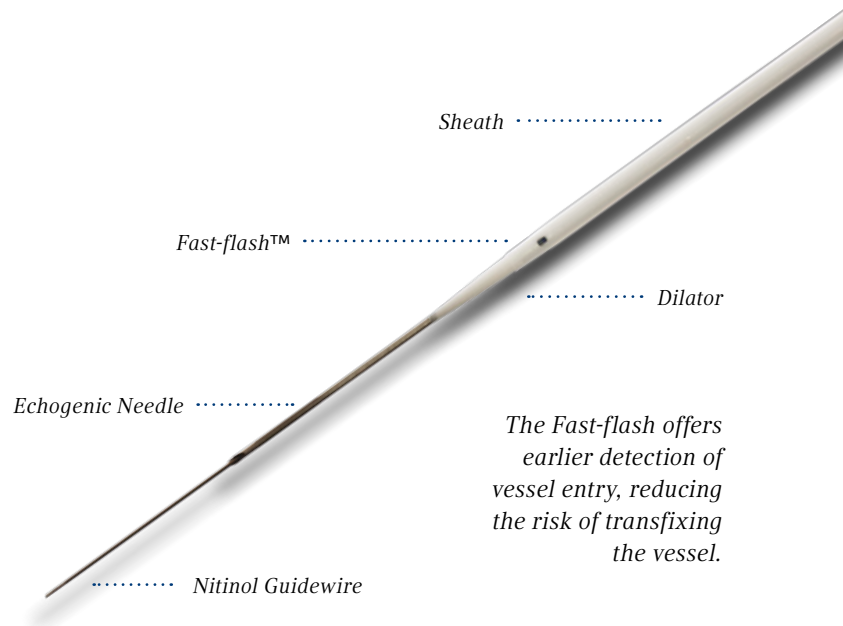 Sheath
Fast-flash™
Dilator
Echogenic Needle
The Fast-flash offers
earlier detection of
vessel entry, reducing
the risk of transfixing
the vessel.
Nitinol Guidewire